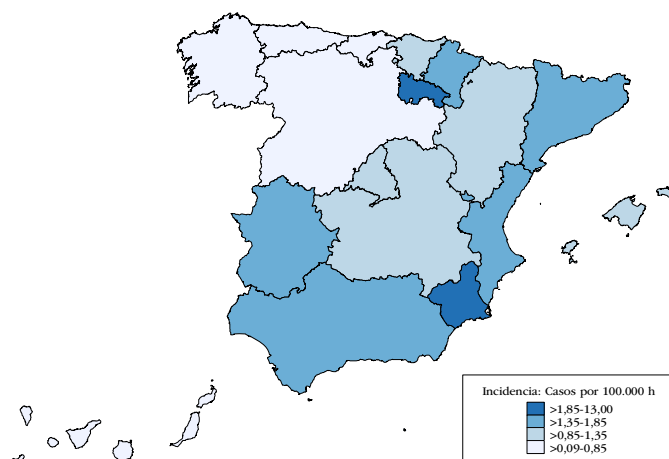 Incidencia: Casos por 100.000 h
>1,85-13,00
>1,35-1,85
>0,85-1,35
>0,09-0,85